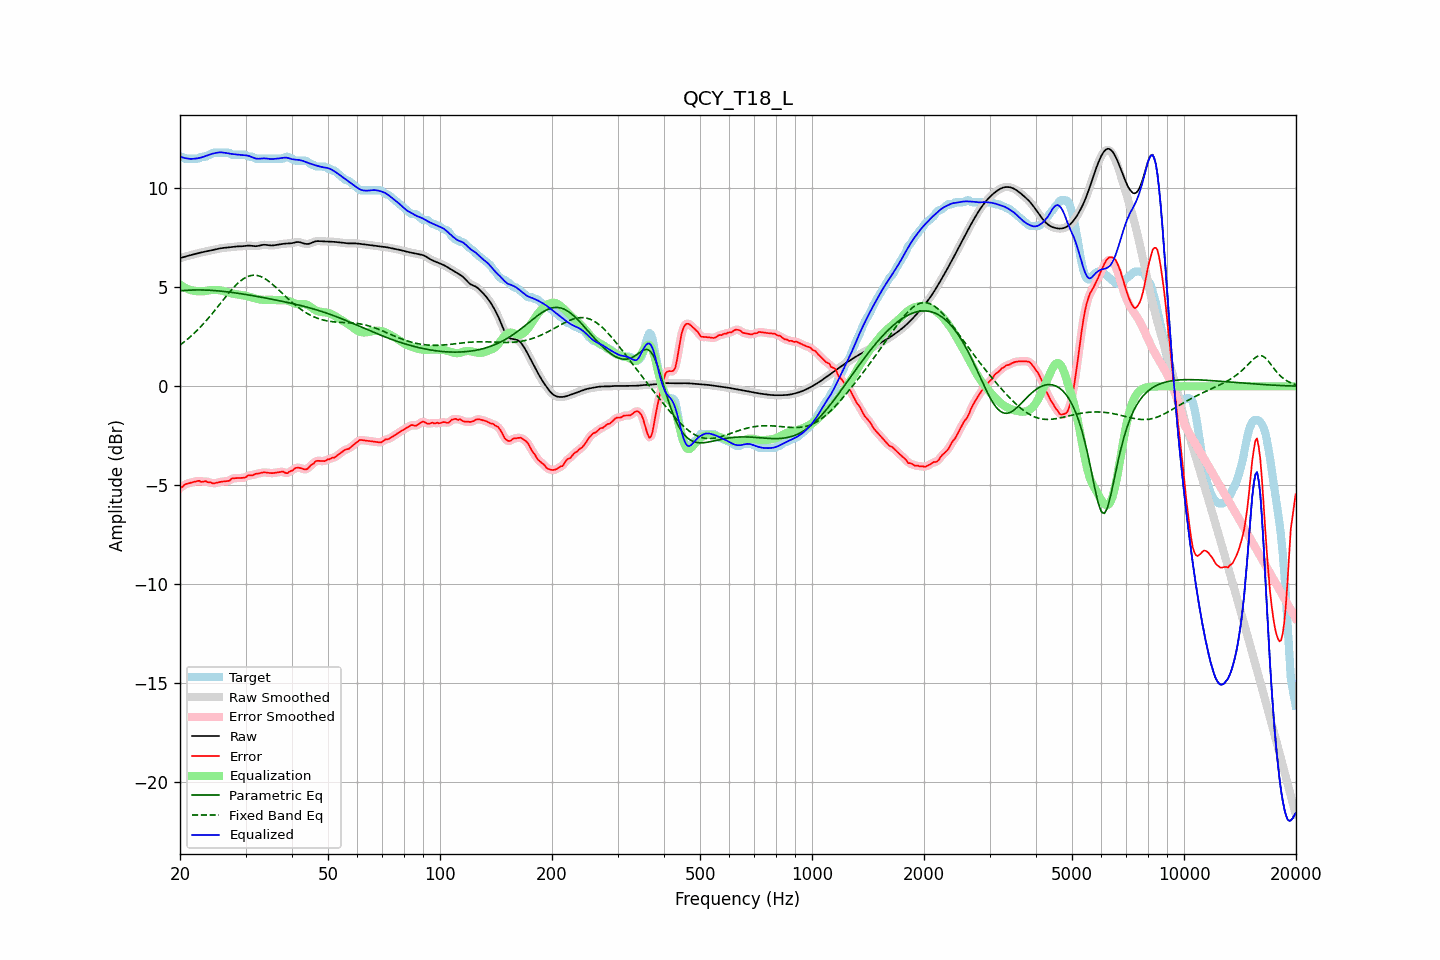 QCY_T18_L
Amplitude (dBr)
10
5
0
−5
−10
−15
−20
Target
Raw Smoothed
Error Smoothed
Raw
Error
Equalization
Parametric Eq
Fixed Band Eq
Equalized
20 50 100 200 500 1000 2000 5000 10000 20000
Frequency (Hz)